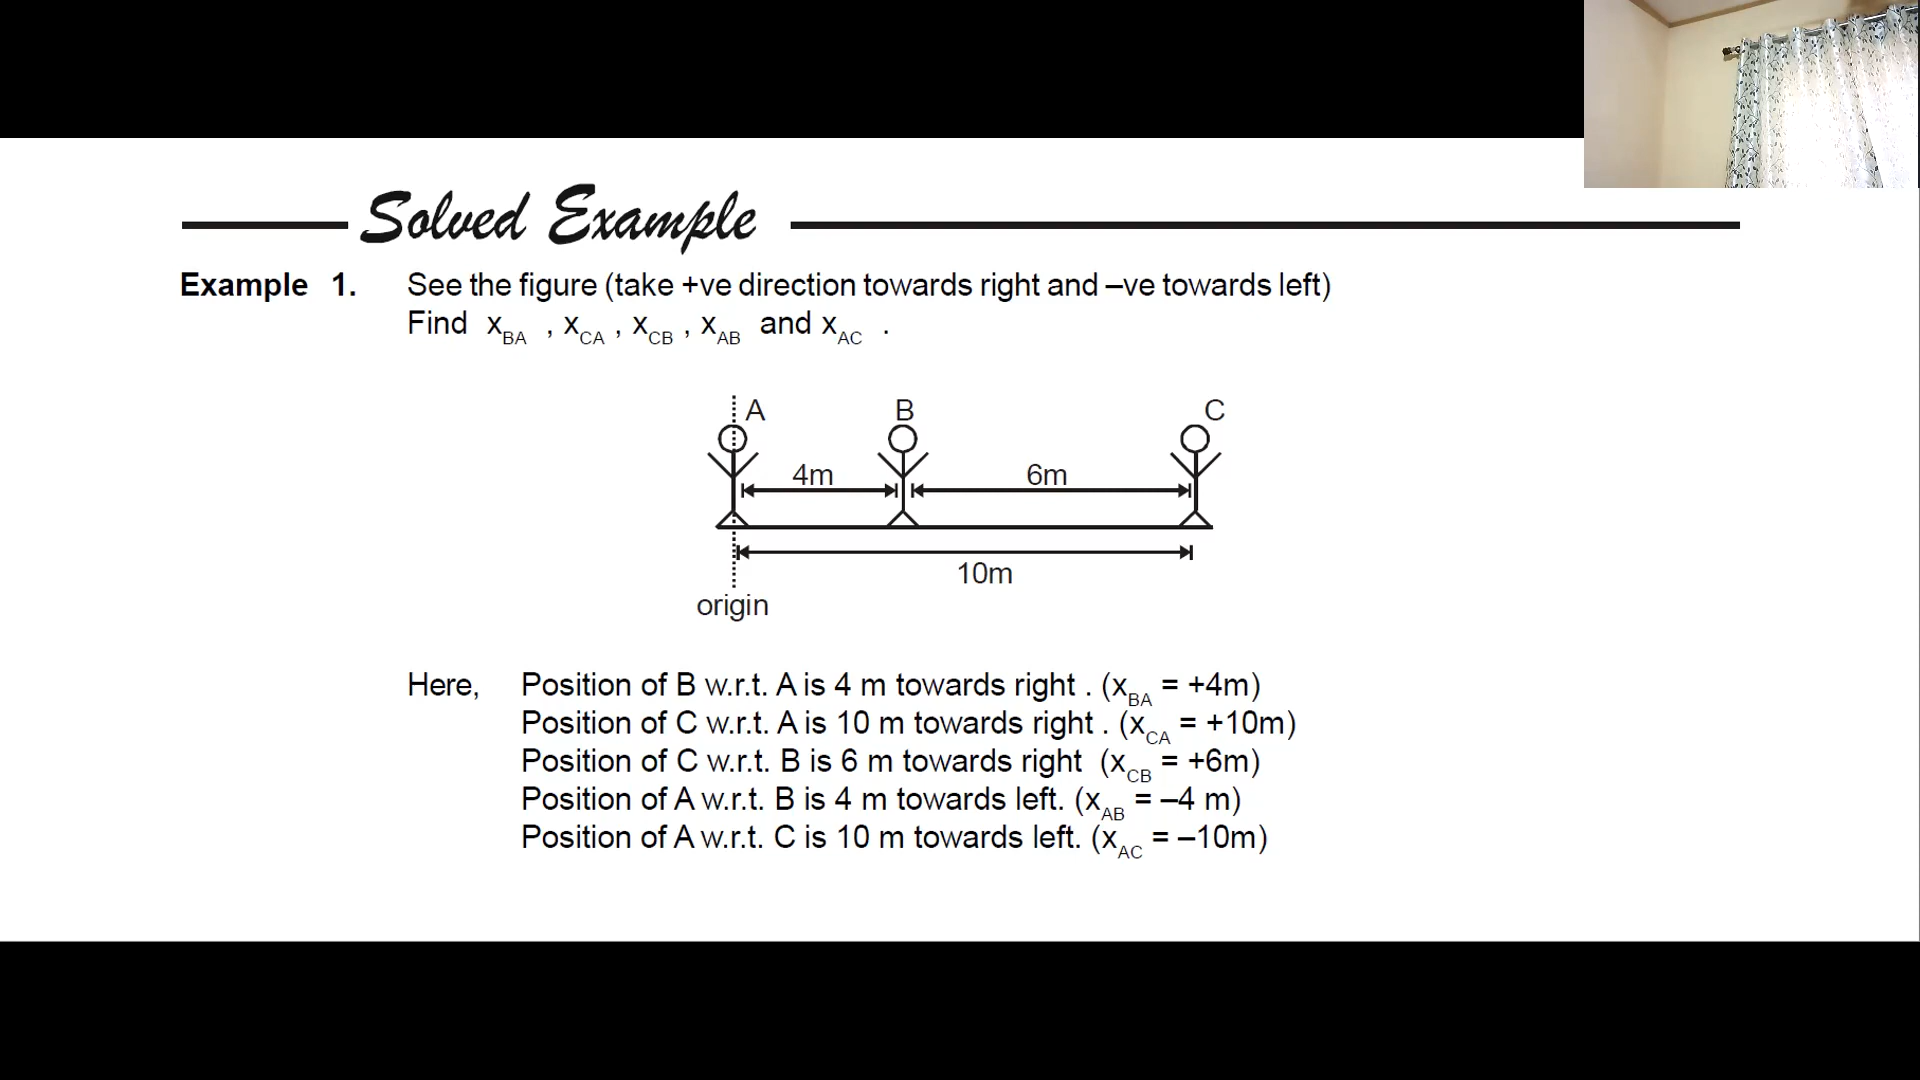 Solved Example
Example 1. See the figure (take +ve direction towards right and –ve towards left)
Find x_BA , x_CA , x_CB , x_AB and x_AC .
A B C
4m 6m
10m
origin
Here, Position of B w.r.t. A is 4 m towards right . (x_BA = +4m)
Position of C w.r.t. A is 10 m towards right . (x_CA = +10m)
Position of C w.r.t. B is 6 m towards right (x_CB = +6m)
Position of A w.r.t. B is 4 m towards left. (x_AB = –4 m)
Position of A w.r.t. C is 10 m towards left. (x_AC = –10m)